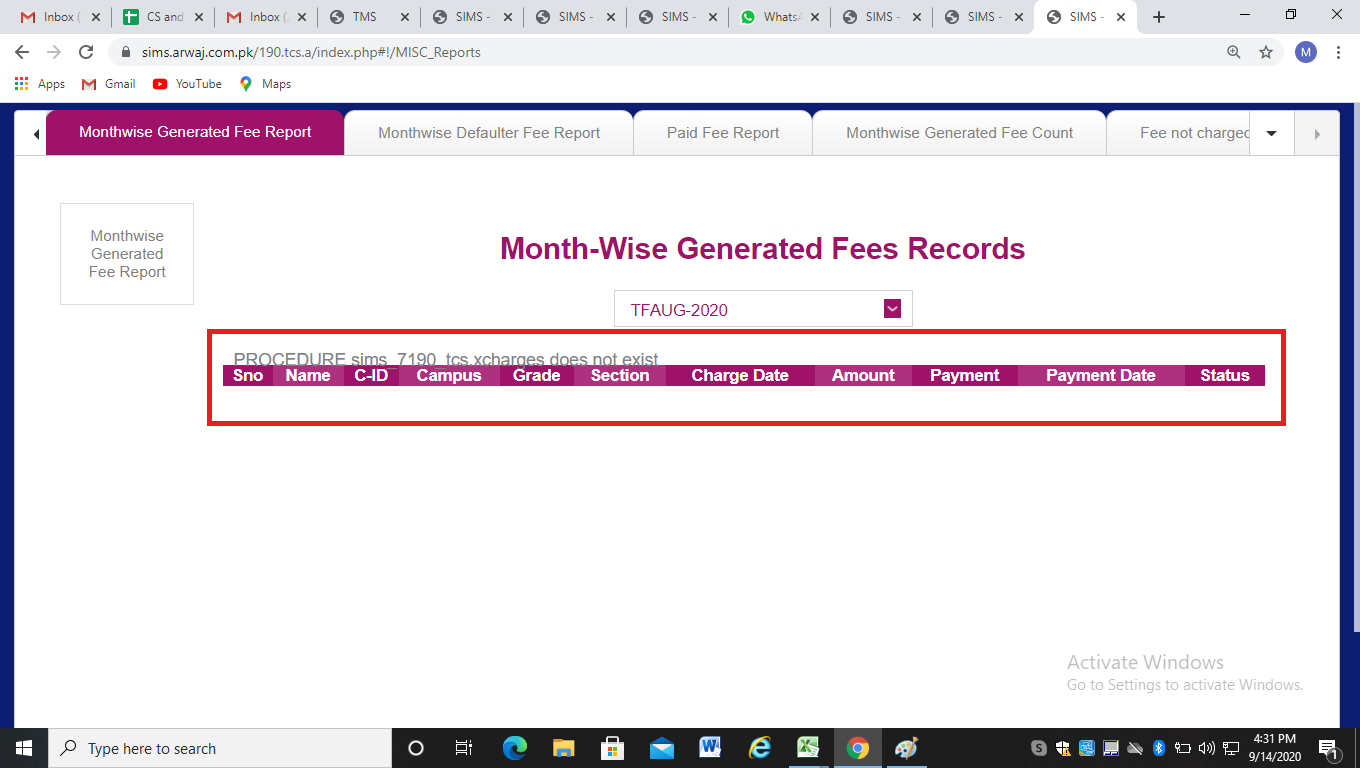 Inbox (
CS and
Inbox (
TMS
SIMS -
SIMS -
SIMS -
Whats
SIMS -
SIMS -
SIMS -
sims.arwaj.com.pk/190.tcs.a/index.php#!/MISC_Reports
M
Apps
Gmail
YouTube
Maps
Monthwise Generated Fee Report
Monthwise Defaulter Fee Report
Paid Fee Report
Monthwise Generated Fee Count
Fee not charged
Monthwise
Generated
Fee Report
Month-Wise Generated Fees Records
TFAUG-2020
PROCEDURE sims_7190_tcs.xcharges does not exist
Sno Name C-ID Campus Grade Section Charge Date Amount Payment Payment Date Status
Activate Windows
Go to Settings to activate Windows.
Type here to search
4:31 PM
9/14/2020
1